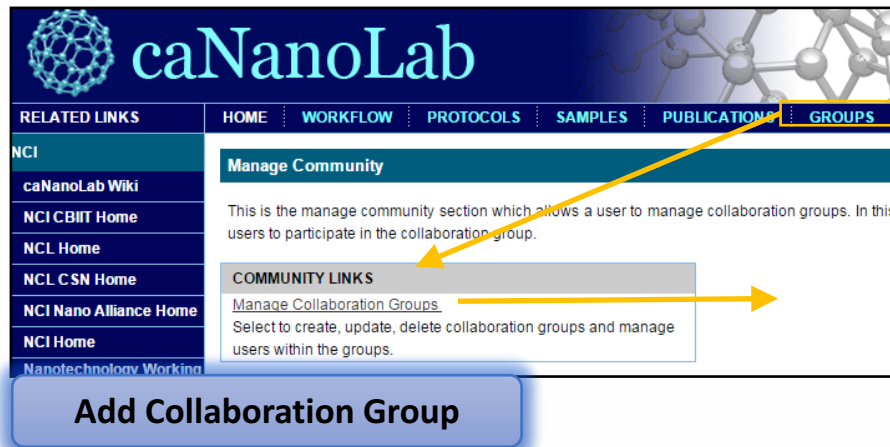 caNanoLab
RELATED LINKS
HOME WORKFLOW PROTOCOLS SAMPLES PUBLICATIONS GROUPS
NCI
caNanoLab Wiki
NCI CBIIT Home
NCL Home
NCL CSN Home
NCI Nano Alliance Home
NCI Home
Nanotechnology Working
Manage Community
This is the manage community section which allows a user to manage collaboration groups. In this
users to participate in the collaboration group.
COMMUNITY LINKS
Manage Collaboration Groups
Select to create, update, delete collaboration groups and manage
users within the groups.
Add Collaboration Group